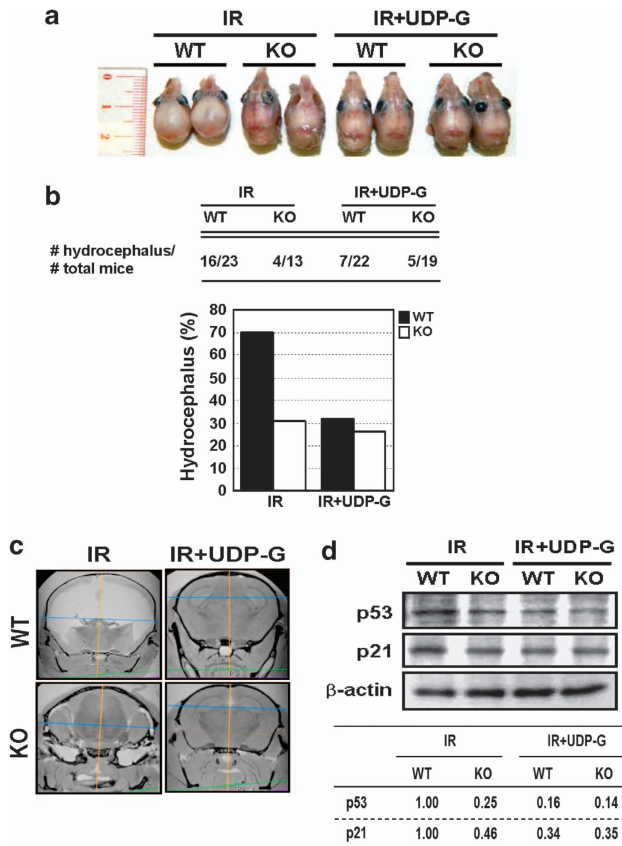 a
IR IR+UDP-G
WT KO WT KO
0
1
2
b
IR IR+UDP-G
WT KO WT KO
# hydrocephalus/
# total mice
16/23 4/13 7/22 5/19
Hydrocephalus (%)
80
70
60
50
40
30
20
10
0
WT
KO
IR IR+UDP-G
c
IR IR+UDP-G
WT
KO
d
IR IR+UDP-G
WT KO WT KO
p53
p21
β-actin
IR IR+UDP-G
WT KO WT KO
p53 1.00 0.25 0.16 0.14
p21 1.00 0.46 0.34 0.35